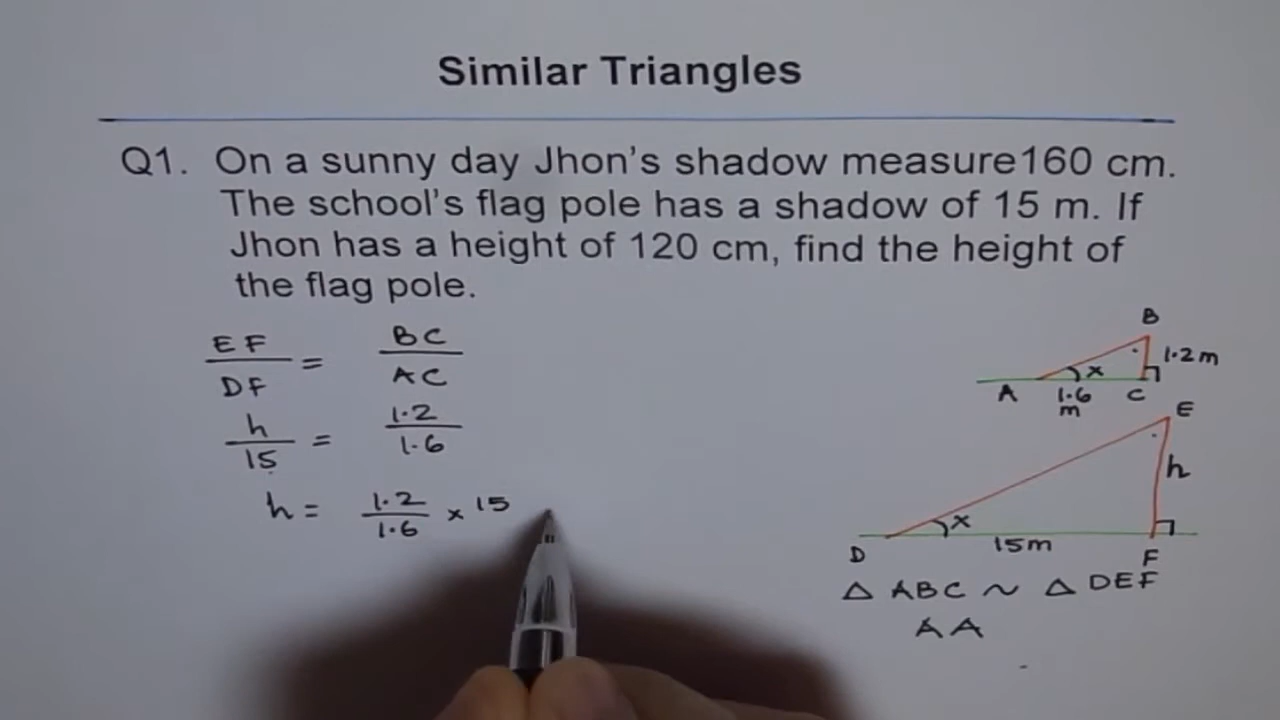 Similar Triangles
Q1. On a sunny day Jhon's shadow measure160 cm.
The school's flag pole has a shadow of 15 m. If
Jhon has a height of 120 cm, find the height of
the flag pole.
EF/DF = BC/AC
h/15 = 1.2/1.6
h = 1.2/1.6 × 15
B
1.2m
x
A 1.6 m C
E
h
x
15m
D F
△ ABC ~ △ DEF
AA